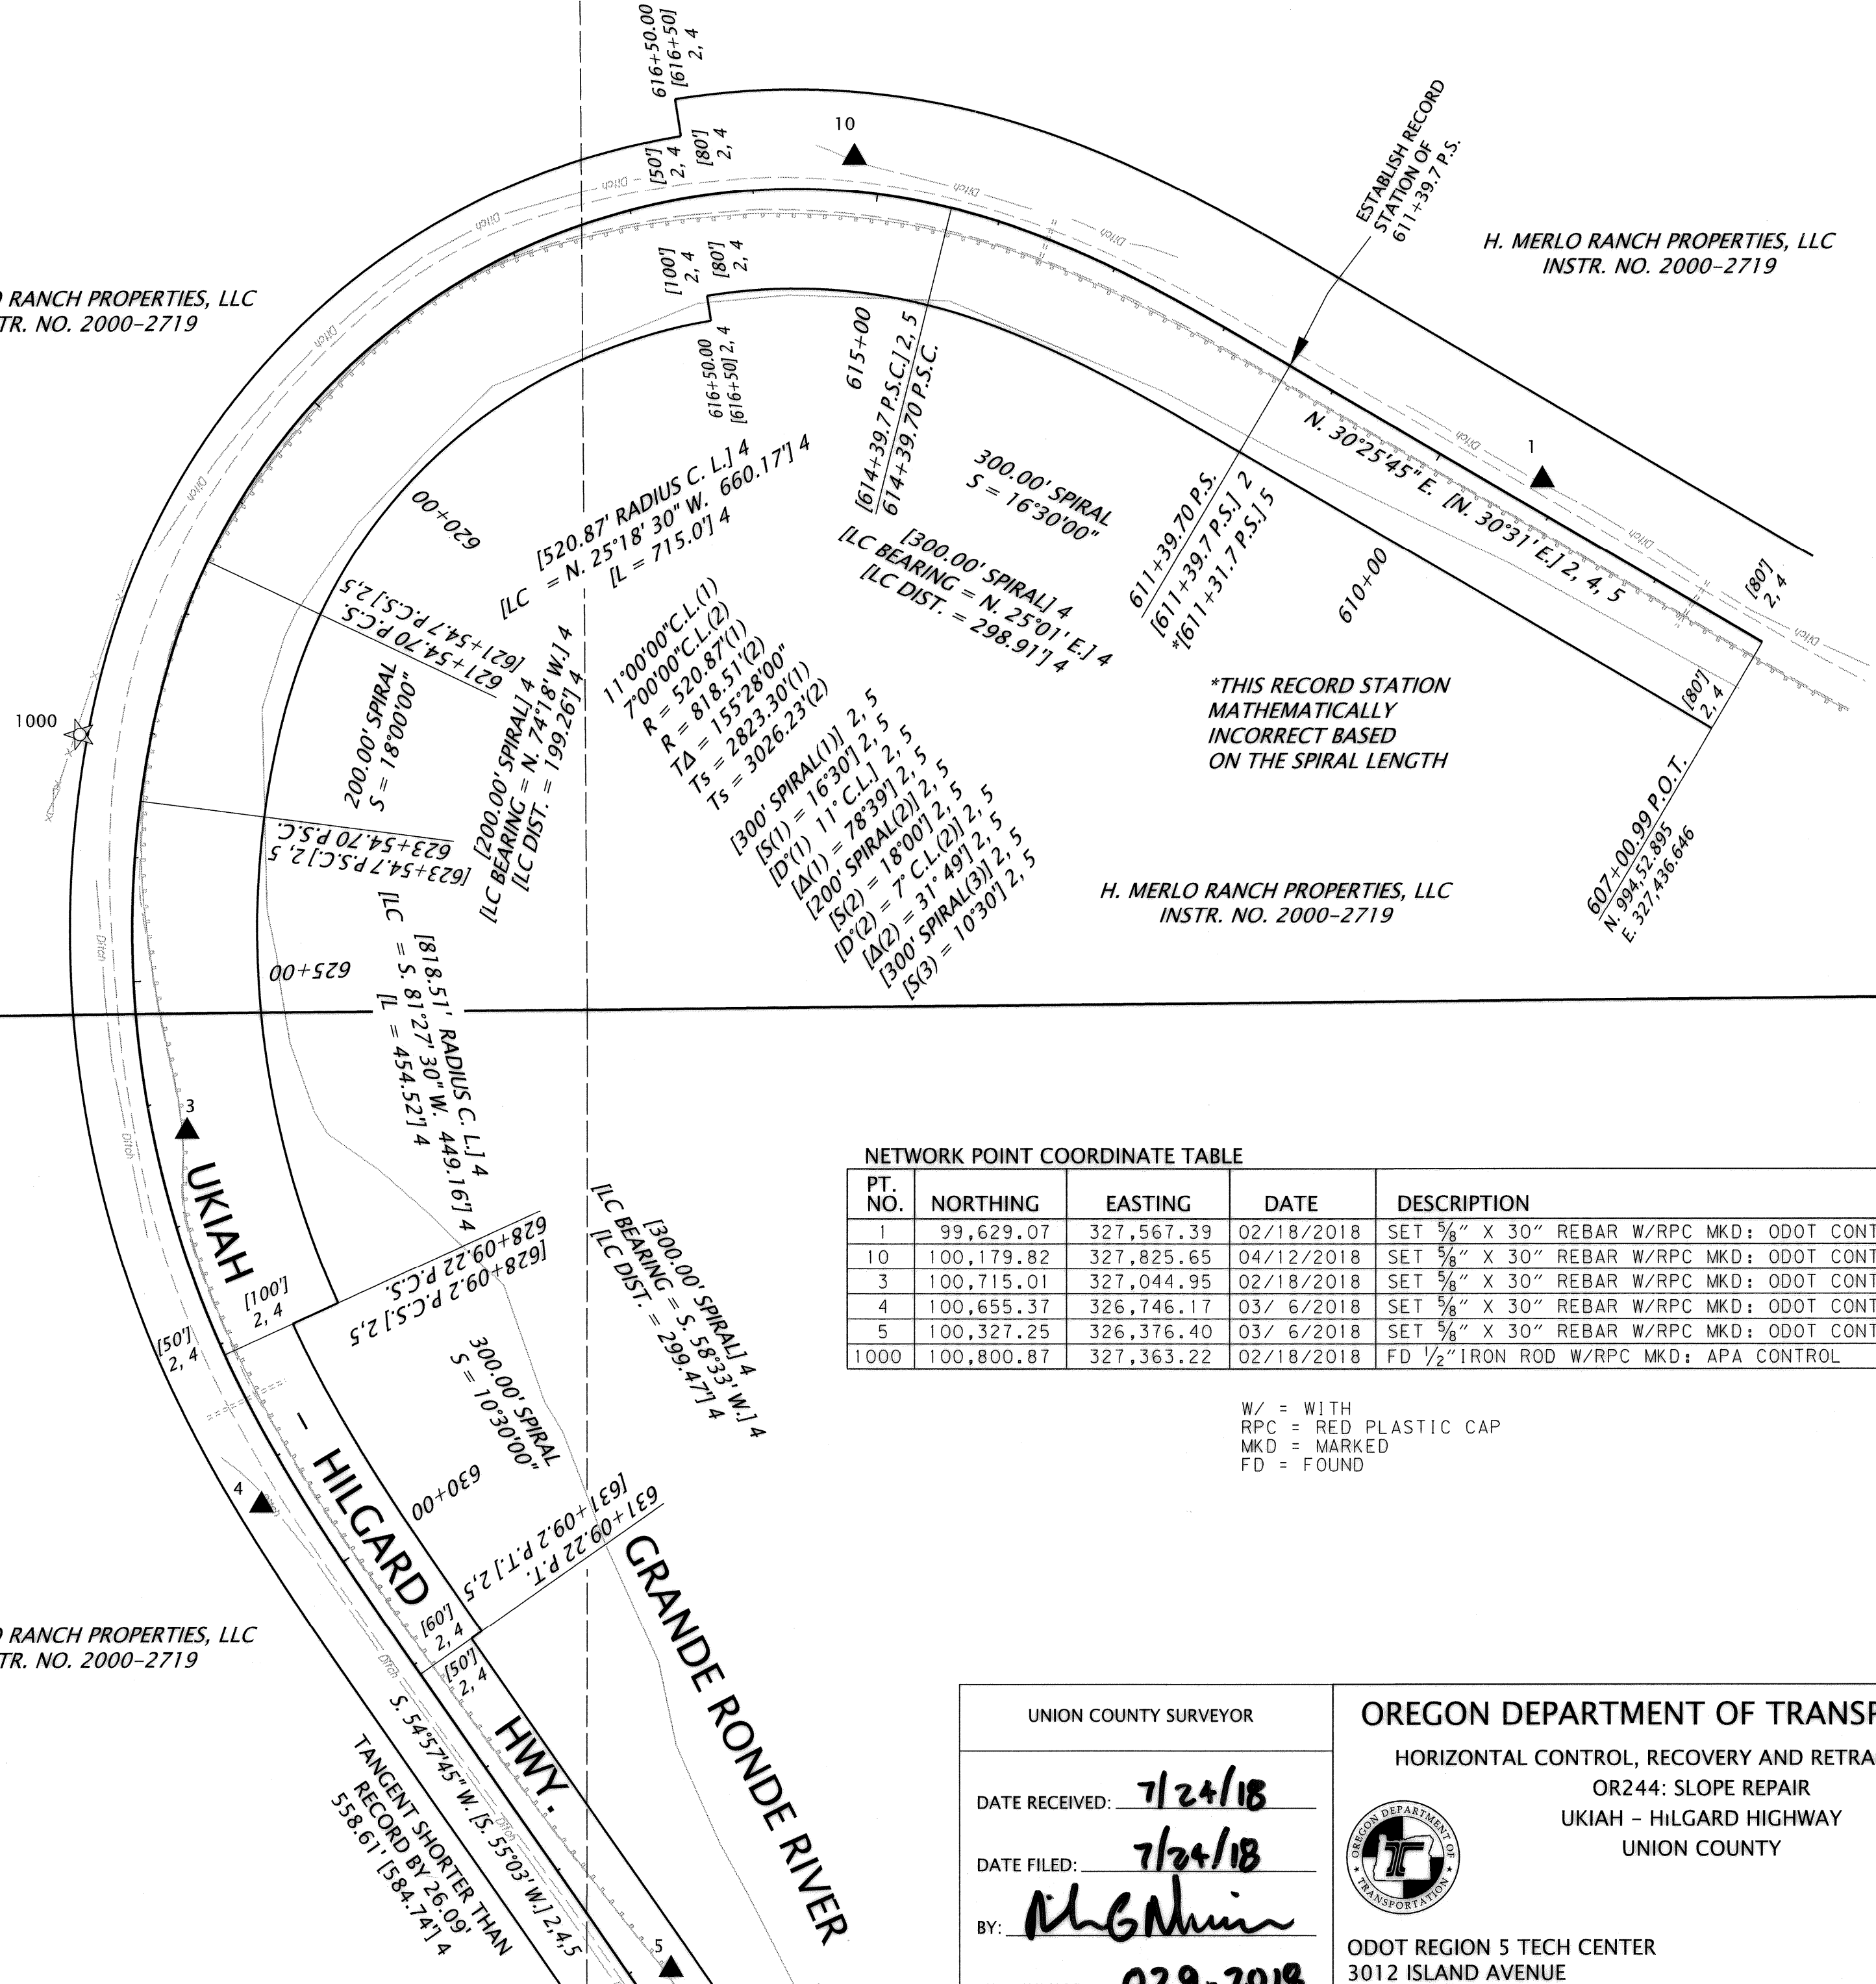 616+50.00
[616+50]
2, 4
10
[50']
2, 4
[80']
2, 4
Ditch
Ditch
Ditch
Ditch
Ditch
Ditch
ESTABLISH RECORD
STATION OF
611+39.7 P.S.
H. MERLO RANCH PROPERTIES, LLC
INSTR. NO. 2000-2719
RANCH PROPERTIES, LLC
TR. NO. 2000-2719
[100']
2, 4
[80']
2, 4
616+50.00
[616+50] 2, 4
615+00
[614+39.7 P.S.C.] 2, 5
614+39.70 P.S.C.
300.00' SPIRAL
S = 16°30'00"
[300.00' SPIRAL] 4
[LC BEARING = N. 25°01' E.] 4
[LC DIST. = 298.91'] 4
611+39.70 P.S.
[611+39.7 P.S.] 2
*[611+31.7 P.S.] 5
N. 30°25'45" E. [N. 30°31' E.] 2, 4, 5
Ditch
1
Ditch
Ditch
610+00
[80']
2, 4
[80']
2, 4
607+00.99 P.O.T.
N. 994,52.895
E. 327,436.646
*THIS RECORD STATION
MATHEMATICALLY
INCORRECT BASED
ON THE SPIRAL LENGTH
H. MERLO RANCH PROPERTIES, LLC
INSTR. NO. 2000-2719
620+00
[520.87' RADIUS C. L.] 4
[LC = N. 25°18' 30" W. 660.17'] 4
[L = 715.0'] 4
[621+54.7 P.C.S.] 2,5
621+54.70 P.C.S.
200.00' SPIRAL
S = 18°00'00"
[200.00' SPIRAL] 4
[LC BEARING = N. 74°18' W.] 4
[LC DIST. = 199.26'] 4
1000
623+54.70 P.S.C.
[623+54.7 P.S.C.] 2, 5
11°00'00"C.L.(1)
7°00'00"C.L.(2)
R = 520.87'(1)
R = 818.51'(2)
TΔ = 155°28'00"
Ts = 2823.30'(1)
Ts = 3026.23'(2)
[300' SPIRAL(1)] 2, 5
[S(1) = 16°30'] 2, 5
[D°(1) 11° C.L.] 2, 5
[Δ(1) = 78°39'] 2, 5
[200' SPIRAL(2)] 2, 5
[S(2) = 18°00'] 2, 5
[D°(2) = 7° C.L.(2)] 2, 5
[Δ(2) = 31° 49'] 2, 5
[300' SPIRAL(3)] 2, 5
[S(3) = 10°30'] 2, 5
625+00
Ditch
Ditch
[818.51' RADIUS C. L.] 4
[LC = S. 81°27' 30" W. 449.16'] 4
[L = 454.52'] 4
3
UKIAH - HILGARD HWY.
[100']
2, 4
[50']
2, 4
628+09.22 P.C.S.
[628+09.2 P.C.S.] 2,5
300.00' SPIRAL
S = 10°30'00"
[300.00' SPIRAL] 4
[LC BEARING = S. 58°33' W.] 4
[LC DIST. = 299.47'] 4
4
Ditch
630+00
631+09.22 P.T.
[631+09.2 P.T.] 2,5
[60']
2, 4
[50']
2, 4
GRANDE RONDE RIVER
RANCH PROPERTIES, LLC
TR. NO. 2000-2719
Ditch
Ditch
S. 54°57'45" W. [S. 55°03' W.] 2,4,5
TANGENT SHORTER THAN
RECORD BY 26.09'
558.61' [584.74'] 4
5
NETWORK POINT COORDINATE TABLE
PT. NO. NORTHING EASTING DATE DESCRIPTION
1 99,629.07 327,567.39 02/18/2018 SET 5/8" X 30" REBAR W/RPC MKD: ODOT CONT
10 100,179.82 327,825.65 04/12/2018 SET 5/8" X 30" REBAR W/RPC MKD: ODOT CONT
3 100,715.01 327,044.95 02/18/2018 SET 5/8" X 30" REBAR W/RPC MKD: ODOT CONT
4 100,655.37 326,746.17 03/ 6/2018 SET 5/8" X 30" REBAR W/RPC MKD: ODOT CONT
5 100,327.25 326,376.40 03/ 6/2018 SET 5/8" X 30" REBAR W/RPC MKD: ODOT CONT
1000 100,800.87 327,363.22 02/18/2018 FD 1/2"IRON ROD W/RPC MKD: APA CONTROL
W/ = WITH
RPC = RED PLASTIC CAP
MKD = MARKED
FD = FOUND
UNION COUNTY SURVEYOR
DATE RECEIVED: 7/24/18
DATE FILED: 7/24/18
BY:
029-2018
OREGON DEPARTMENT OF TRANSP
HORIZONTAL CONTROL, RECOVERY AND RETRA
OR244: SLOPE REPAIR
UKIAH - HiLGARD HIGHWAY
UNION COUNTY
OREGON DEPARTMENT OF
TRANSPORTATION
ODOT REGION 5 TECH CENTER
3012 ISLAND AVENUE